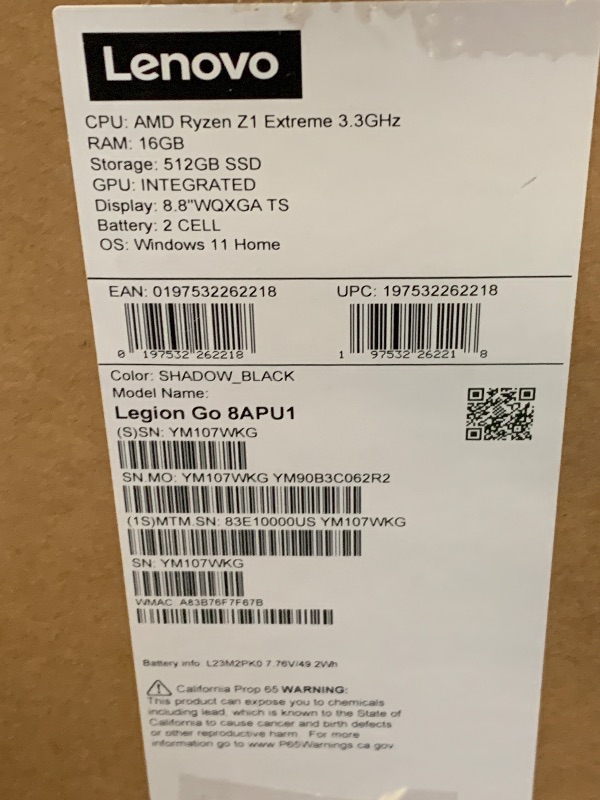 Lenovo
CPU: AMD Ryzen Z1 Extreme 3.3GHz
RAM: 16GB
Storage: 512GB SSD
GPU: INTEGRATED
Display: 8.8"WQXGA TS
Battery: 2 CELL
OS: Windows 11 Home
EAN: 0197532262218 UPC: 197532262218
0 197532 262218 1 97532 26221 8
Color: SHADOW_BLACK
Model Name:
Legion Go 8APU1
(S)SN: YM107WKG
SN.MO: YM107WKG YM90B3C062R2
(1S)MTM.SN: 83E10000US YM107WKG
SN: YM107WKG
WMAC A83B76F7F67B
Battery info L23M2PK0 7.76V/49.2Wh
California Prop 65 WARNING:
This product can expose you to chemicals
including lead, which is known to the State of
California to cause cancer and birth defects
or other reproductive harm. For more
information go to www.P65Warnings.ca.gov